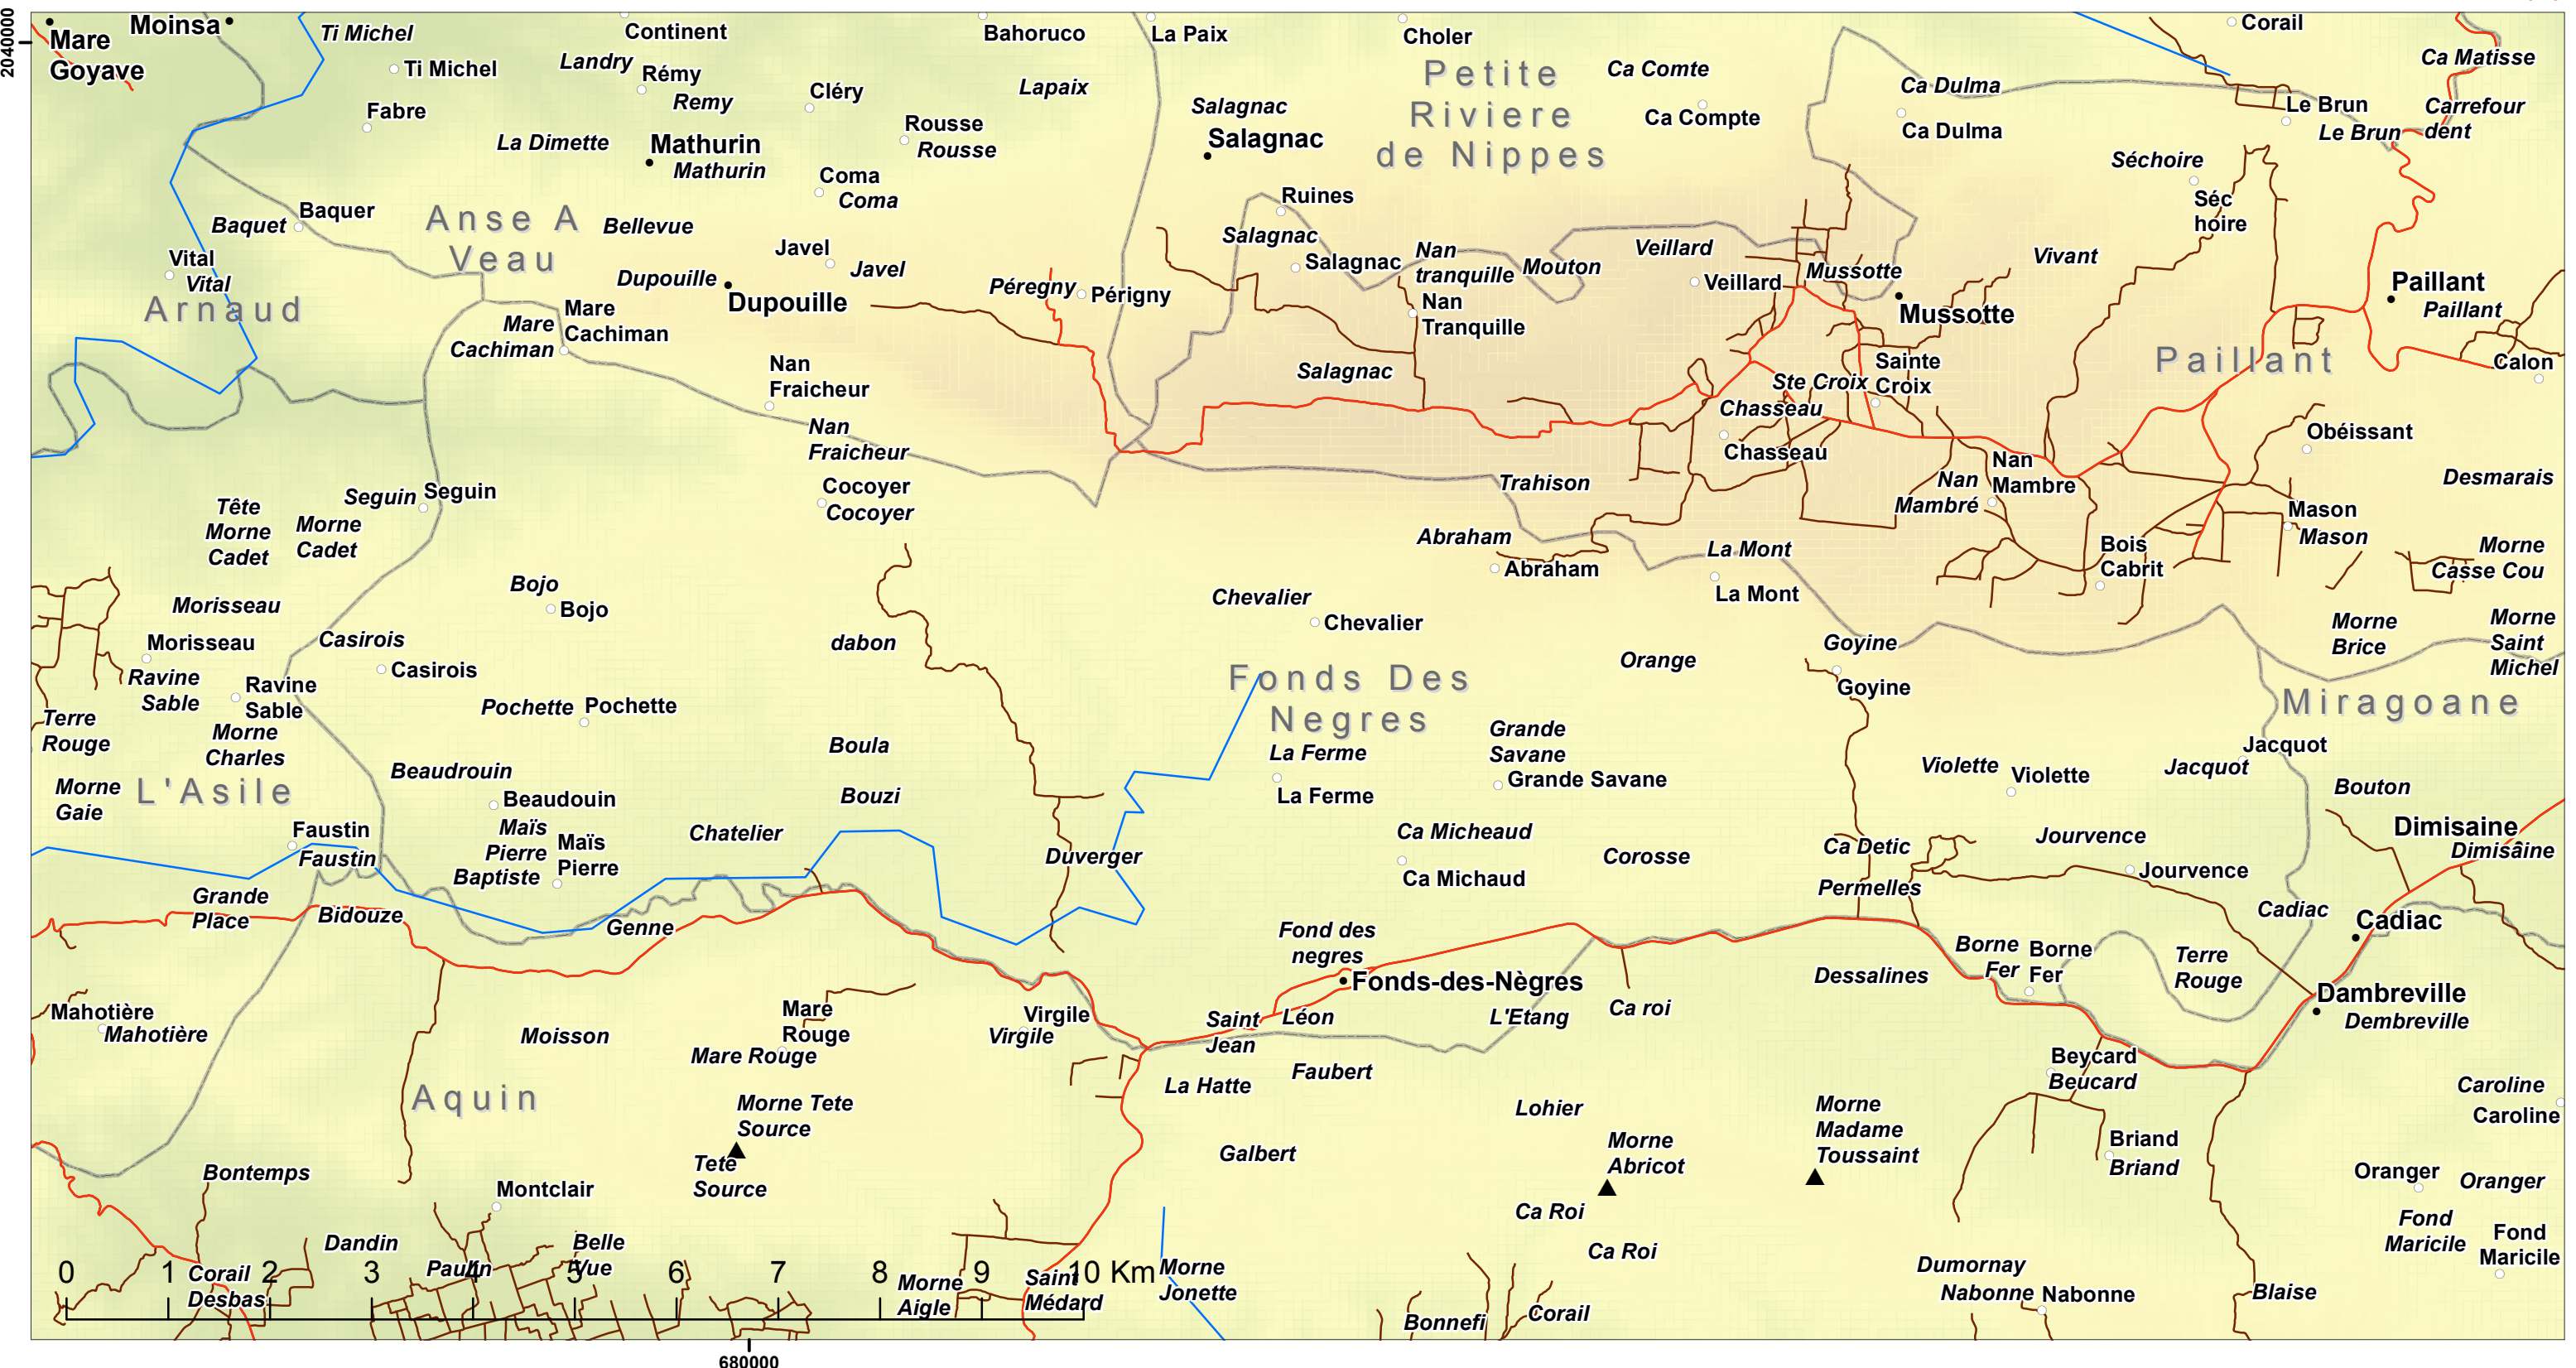 2040000
Mare
Goyave
Moinsa
Ti Michel
Ti Michel
Fabre
Continent
Landry
Rémy
Remy
La Dimette
Mathurin
Mathurin
Cléry
Rousse
Rousse
Coma
Coma
Bahoruco
Lapaix
La Paix
Salagnac
Salagnac
Choler
Petite
Riviere
de Nippes
Ca Comte
Ca Compte
Ca Dulma
Ca Dulma
Corail
Ca Matisse
Le Brun
Le Brun
Carrefour
dent
Séchoire
Séc
hoire
Baquet
Baquer
Anse A
Veau
Bellevue
Vital
Vital
Arnaud
Javel
Javel
Dupouille
Dupouille
Mare
Cachiman
Mare
Cachiman
Péregny
Périgny
Ruines
Salagnac
Salagnac
Nan
tranquille
Nan
Tranquille
Mouton
Veillard
Veillard
Mussotte
Mussotte
Vivant
Paillant
Paillant
Paillant
Calon
Nan
Fraicheur
Nan
Fraicheur
Salagnac
Sainte
Croix
Ste Croix
Chasseau
Chasseau
Obéissant
Desmarais
Tête
Morne
Cadet
Morne
Cadet
Seguin
Seguin
Cocoyer
Cocoyer
Trahison
Nan
Mambré
Nan
Mambre
Mason
Mason
Abraham
Abraham
La Mont
La Mont
Bois
Cabrit
Morne
Casse Cou
Bojo
Bojo
Morisseau
Morisseau
Casirois
Casirois
dabon
Chevalier
Chevalier
Orange
Goyine
Goyine
Morne
Brice
Morne
Saint
Michel
Ravine
Sable
Ravine
Sable
Terre
Rouge
Morne
Charles
Pochette
Pochette
Fonds Des
Negres
Miragoane
Boula
La Ferme
La Ferme
Grande
Savane
Grande Savane
Violette
Violette
Jacquot
Jacquot
Morne
Gaie
L'Asile
Beaudrouin
Beaudouin
Bouzi
Bouton
Faustin
Faustin
Maïs
Pierre
Baptiste
Maïs
Pierre
Chatelier
Duverger
Ca Micheaud
Ca Michaud
Corosse
Ca Detic
Permelles
Jourvence
Jourvence
Dimisaine
Dimisâine
Grande
Place
Bidouze
Genne
Fond des
negres
Fonds-des-Nègres
Cadiac
Cadiac
Borne
Fer
Borne
Fer
Terre
Rouge
Dessalines
Dambreville
Dembreville
Mahotière
Mahotière
Moisson
Mare
Rouge
Mare Rouge
Virgile
Virgile
Saint
Jean
Léon
L'Etang
Ca roi
Faubert
La Hatte
Beycard
Beucard
Caroline
Caroline
Aquin
Morne Tete
Source
Tete
Source
Lohier
Galbert
Morne
Abricot
Morne
Madame
Toussaint
Briand
Briand
Oranger
Oranger
Bontemps
Montclair
Ca Roi
Ca Roi
Fond
Maricile
Fond
Maricile
Dandin
Paulin
Belle
Vue
Corail
Desbas
Morne
Aigle
Saint
Médard
Morne
Jonette
Dumornay
Nabonne
Nabonne
Blaise
Bonnefi
Corail
0 1 2 3 4 5 6 7 8 9 10 Km
680000